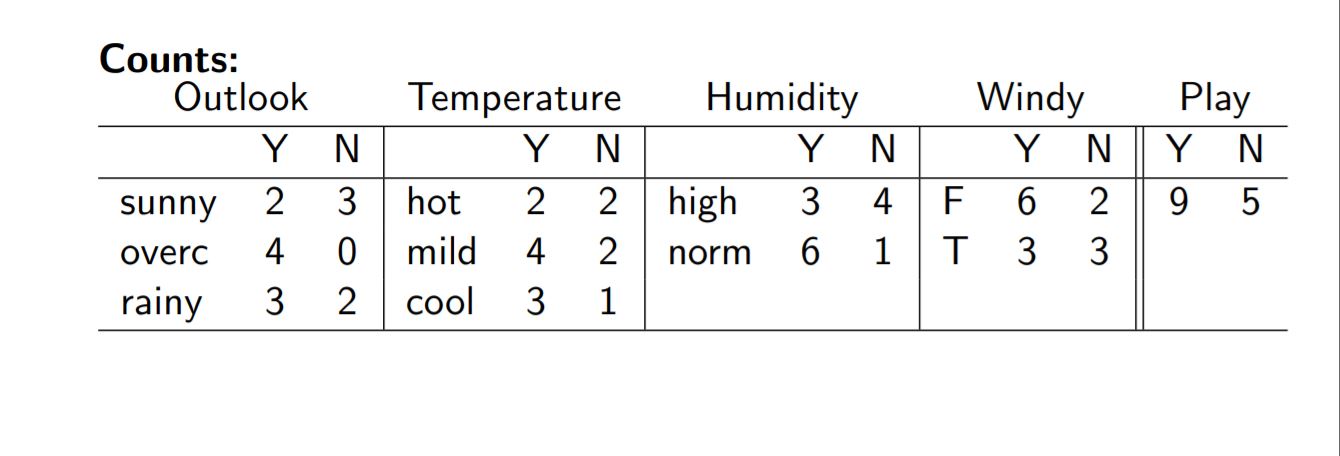 Counts:
Outlook Temperature Humidity Windy Play
Y N Y N Y N Y N Y N
sunny 2 3 hot 2 2 high 3 4 F 6 2 9 5
overc 4 0 mild 4 2 norm 6 1 T 3 3
rainy 3 2 cool 3 1